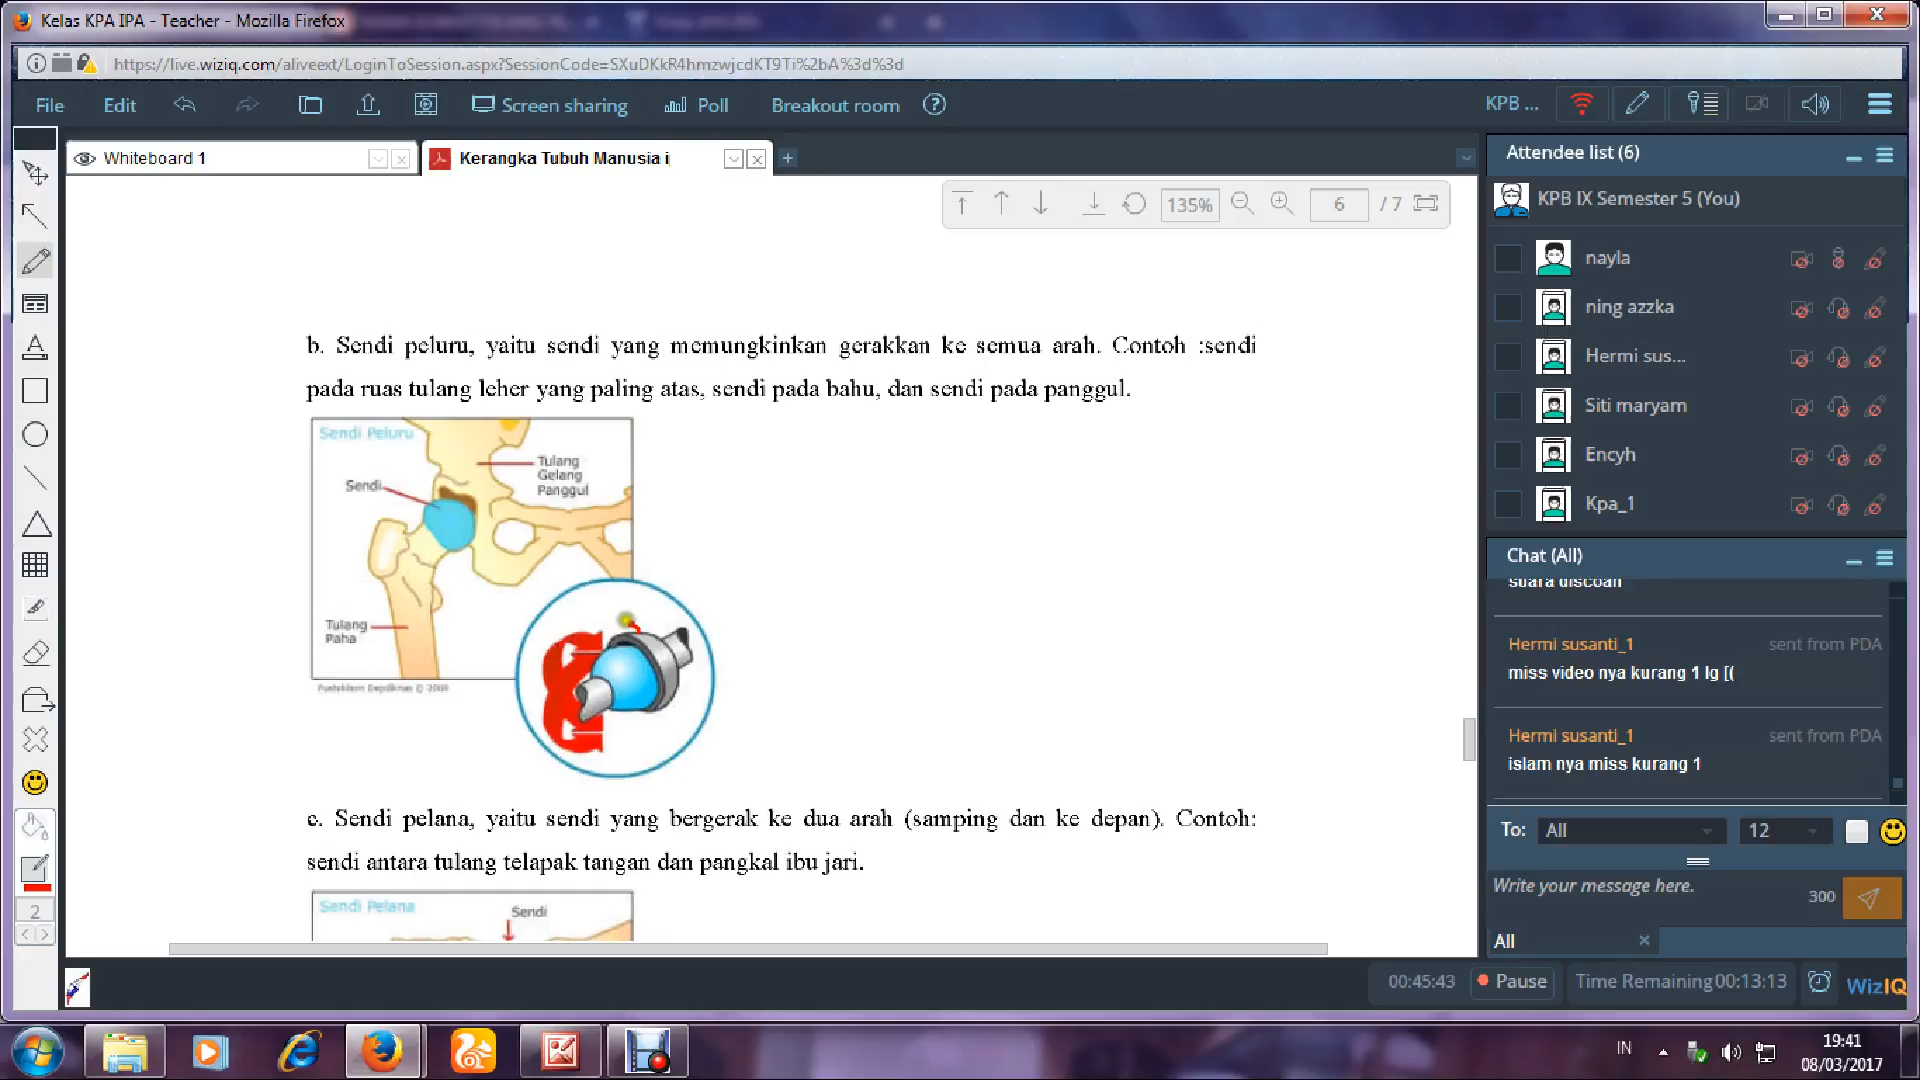 Kelas KPA IPA - Teacher - Mozilla Firefox
https://live.wiziq.com/aliveext/LoginToSession.aspx?SessionCode=SXuDKkR4hmzwjcdKT9Ti%2bA%3d%3d
File Edit Screen sharing Poll Breakout room KPB ...
Whiteboard 1
Kerangka Tubuh Manusia i
135% 6 / 7
b. Sendi peluru, yaitu sendi yang memungkinkan gerakkan ke semua arah. Contoh :sendi
pada ruas tulang leher yang paling atas, sendi pada bahu, dan sendi pada panggul.
Sendi Peluru
Tulang
Gelang
Panggul
Sendi
Tulang
Paha
Pustekkom Depdiknas © 2009
c. Sendi pelana, yaitu sendi yang bergerak ke dua arah (samping dan ke depan). Contoh:
sendi antara tulang telapak tangan dan pangkal ibu jari.
Sendi Pelana
Sendi
2
Attendee list (6)
KPB IX Semester 5 (You)
nayla
ning azzka
Hermi sus...
Siti maryam
Encyh
Kpa_1
Chat (All)
Hermi susanti_1 sent from PDA
miss video nya kurang 1 lg [(
Hermi susanti_1 sent from PDA
islam nya miss kurang 1
To: All 12
Write your message here. 300
All
00:45:43 Pause Time Remaining 00:13:13 WizIQ
IN
19:41
08/03/2017